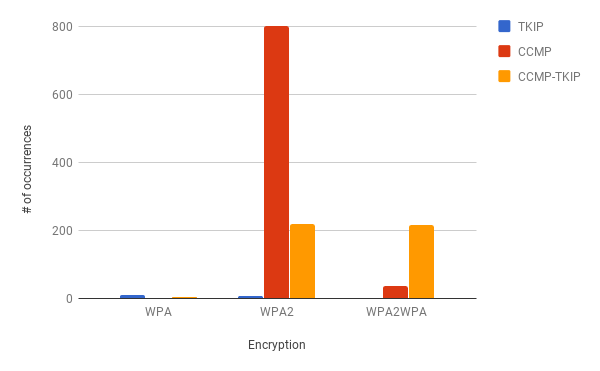 800
600
400
200
0
# of occurrences
WPA
WPA2
WPA2WPA
Encryption
TKIP
CCMP
CCMP-TKIP